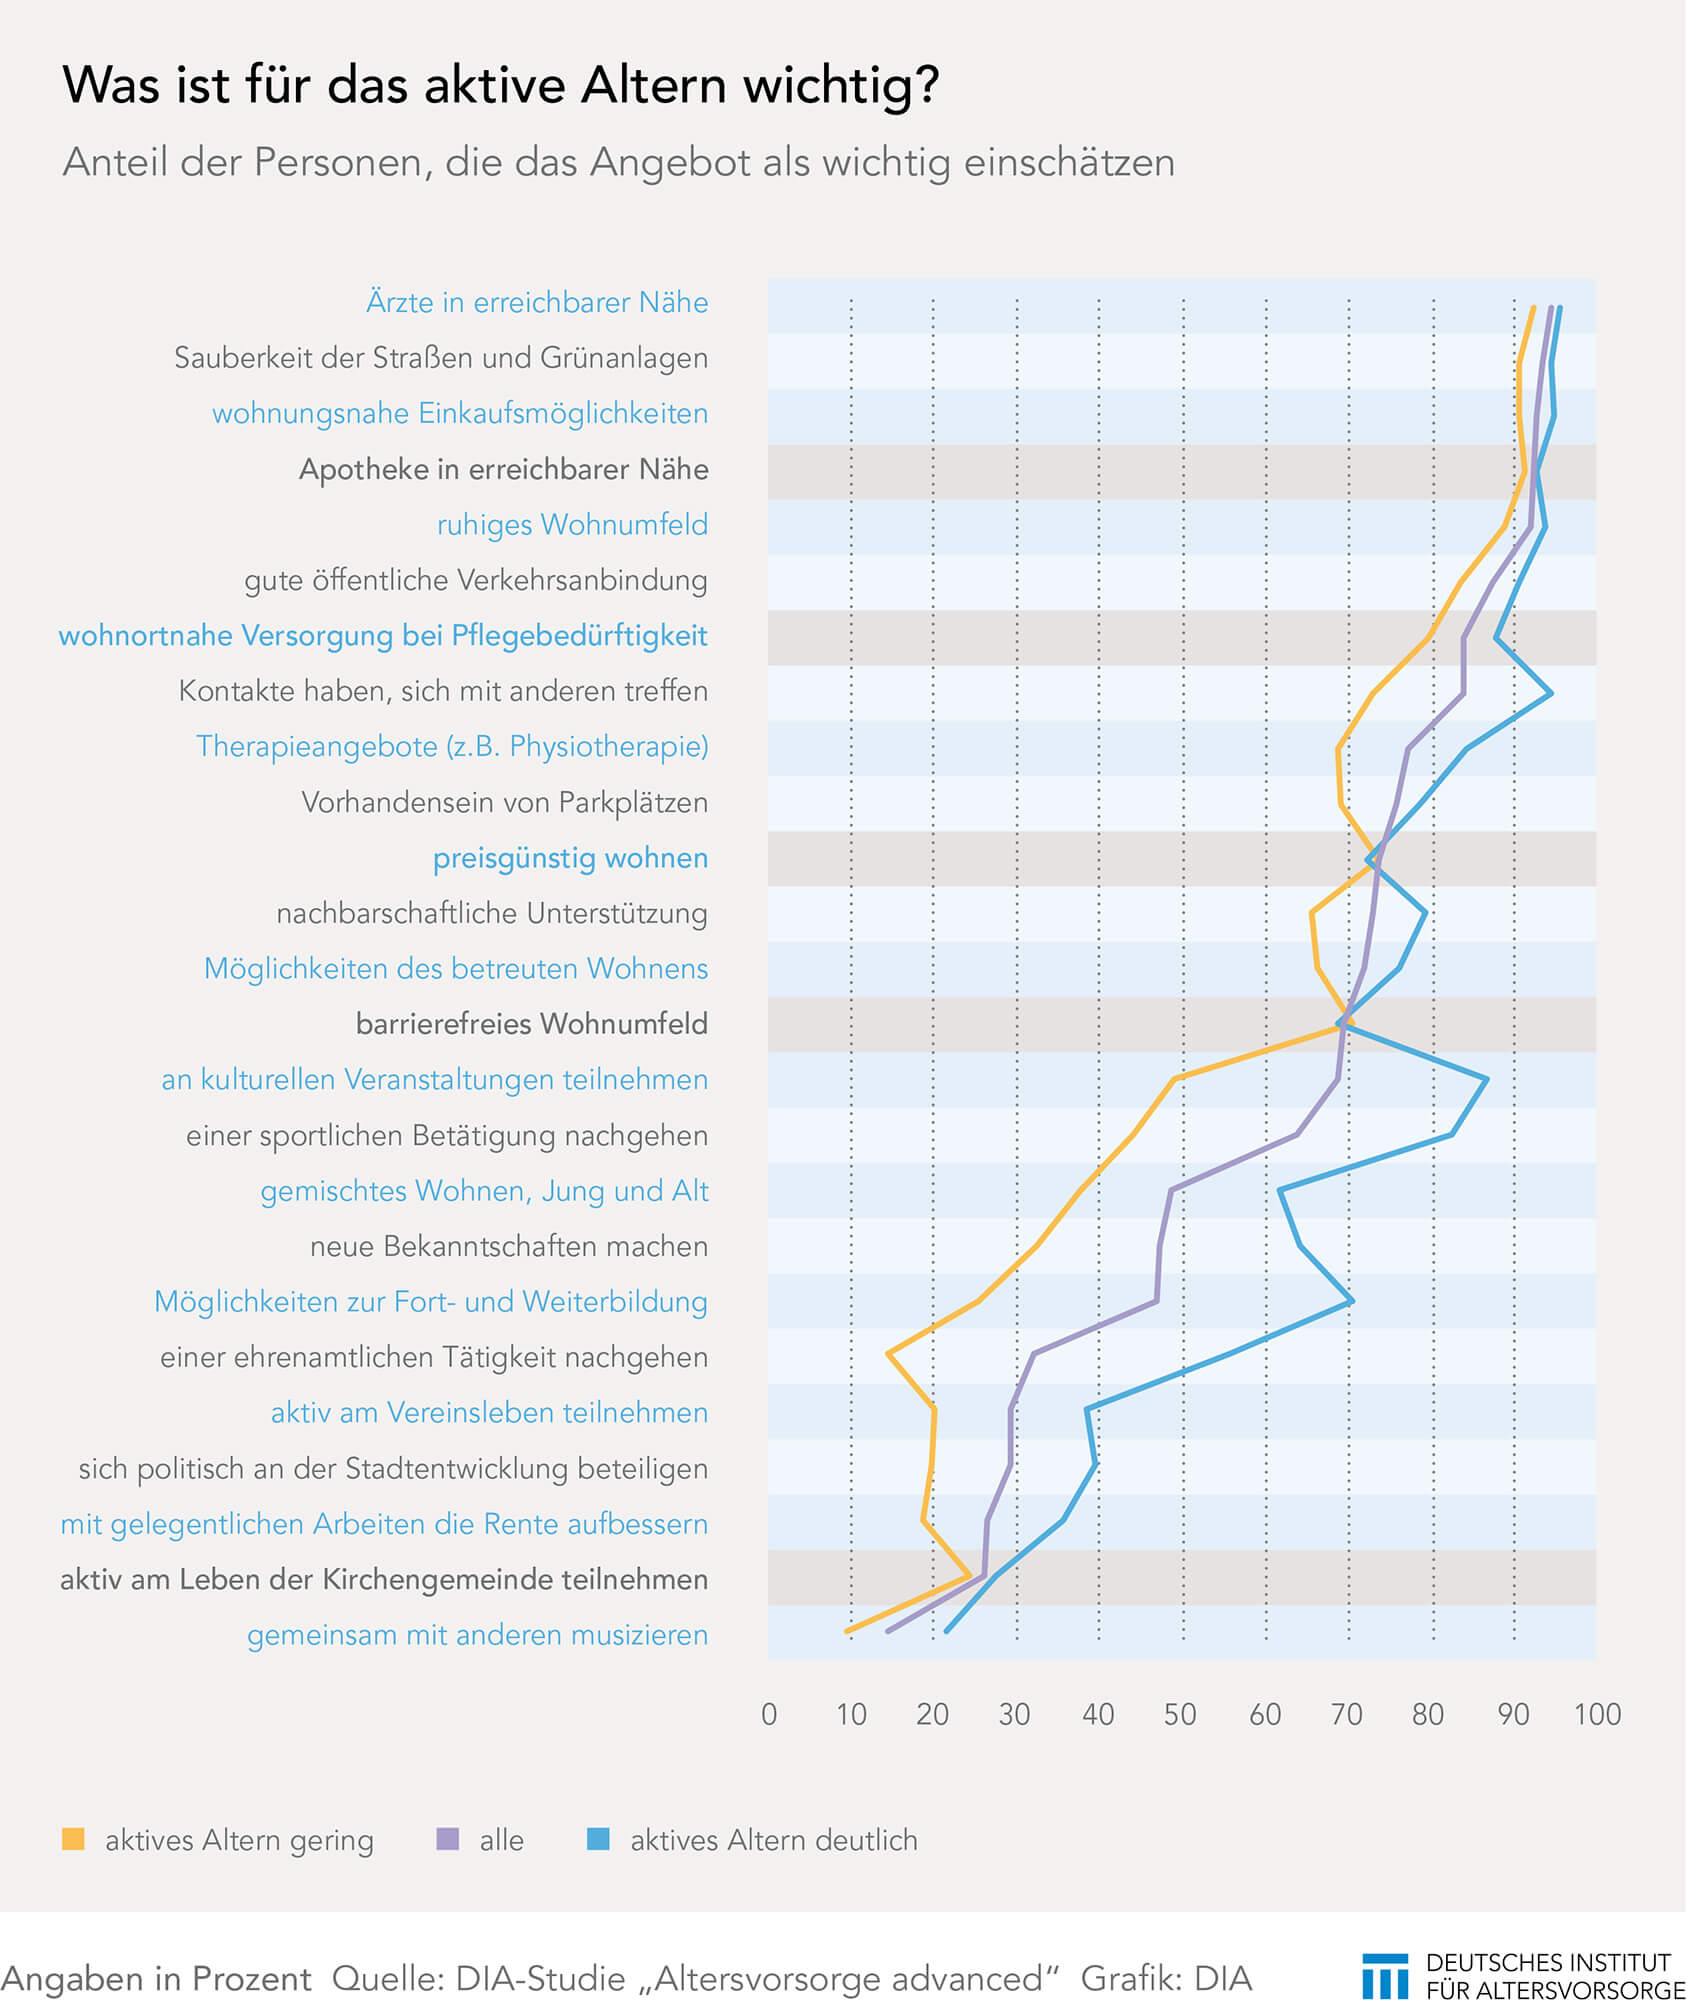 Was ist für das aktive Altern wichtig?
Anteil der Personen, die das Angebot als wichtig einschätzen
Ärzte in erreichbarer Nähe
Sauberkeit der Straßen und Grünanlagen
wohnungsnahe Einkaufsmöglichkeiten
Apotheke in erreichbarer Nähe
ruhiges Wohnumfeld
gute öffentliche Verkehrsanbindung
wohnortnahe Versorgung bei Pflegebedürftigkeit
Kontakte haben, sich mit anderen treffen
Therapieangebote (z.B. Physiotherapie)
Vorhandensein von Parkplätzen
preisgünstig wohnen
nachbarschaftliche Unterstützung
Möglichkeiten des betreuten Wohnens
barrierefreies Wohnumfeld
an kulturellen Veranstaltungen teilnehmen
einer sportlichen Betätigung nachgehen
gemischtes Wohnen, Jung und Alt
neue Bekanntschaften machen
Möglichkeiten zur Fort- und Weiterbildung
einer ehrenamtlichen Tätigkeit nachgehen
aktiv am Vereinsleben teilnehmen
sich politisch an der Stadtentwicklung beteiligen
mit gelegentlichen Arbeiten die Rente aufbessern
aktiv am Leben der Kirchengemeinde teilnehmen
gemeinsam mit anderen musizieren
0 10 20 30 40 50 60 70 80 90 100
aktives Altern gering alle aktives Altern deutlich
Angaben in Prozent Quelle: DIA-Studie „Altersvorsorge advanced“ Grafik: DIA
DEUTSCHES INSTITUT
FÜR ALTERSVORSORGE